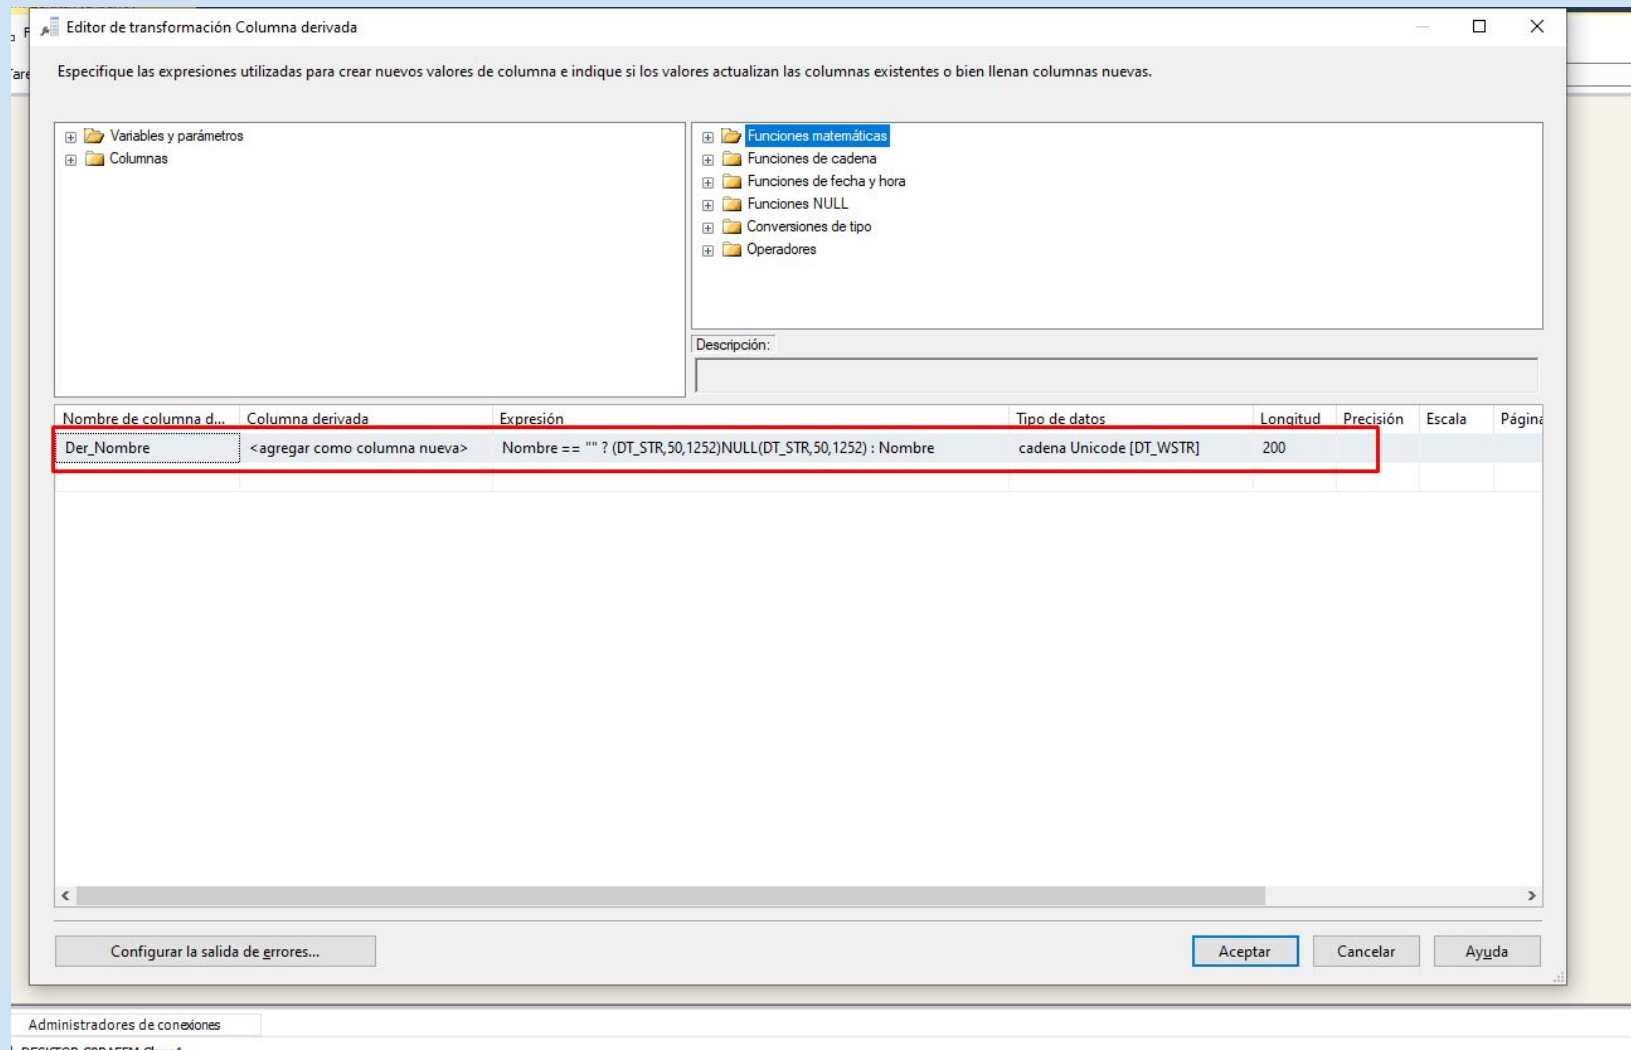 Editor de transformación Columna derivada
Especifique las expresiones utilizadas para crear nuevos valores de columna e indique si los valores actualizan las columnas existentes o bien llenan columnas nuevas.
Variables y parámetros
Columnas
Funciones matemáticas
Funciones de cadena
Funciones de fecha y hora
Funciones NULL
Conversiones de tipo
Operadores
Descripción:
Nombre de columna d... Columna derivada Expresión Tipo de datos Longitud Precisión Escala Página
Der_Nombre <agregar como columna nueva> Nombre == "" ? (DT_STR,50,1252)NULL(DT_STR,50,1252) : Nombre cadena Unicode [DT_WSTR] 200
Configurar la salida de errores... Aceptar Cancelar Ayuda
Administradores de conexiones